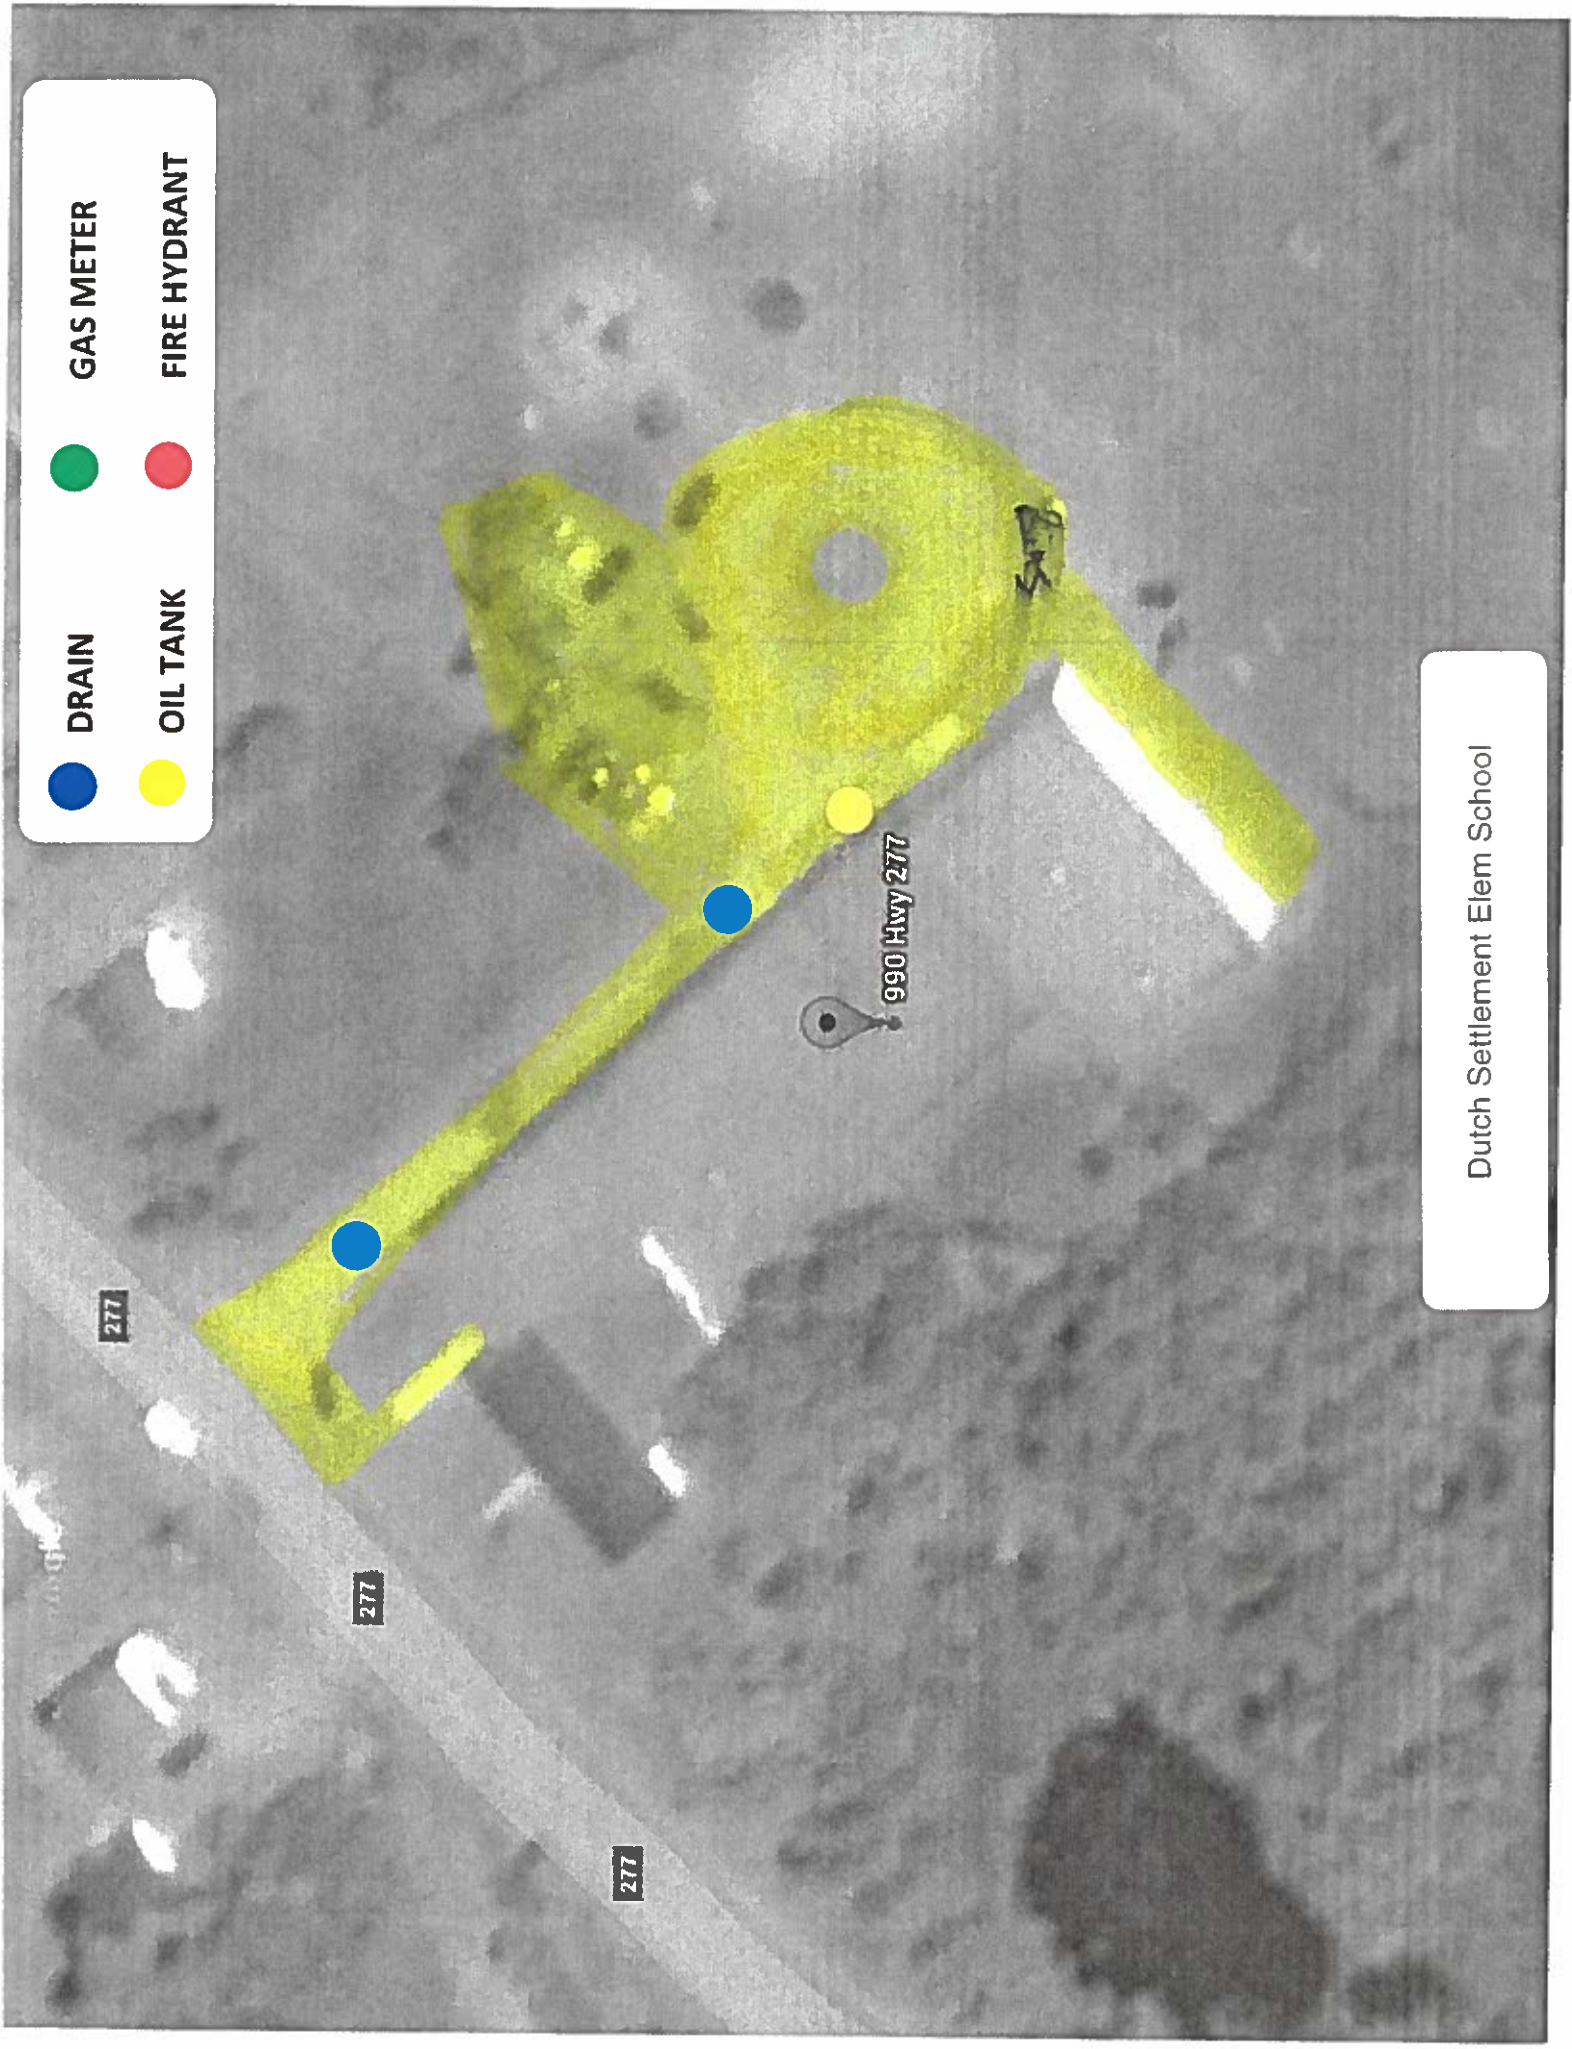 DRAIN
GAS METER
OIL TANK
FIRE HYDRANT
277
277
277
990 Hwy 277
Dutch Settlement Elem School